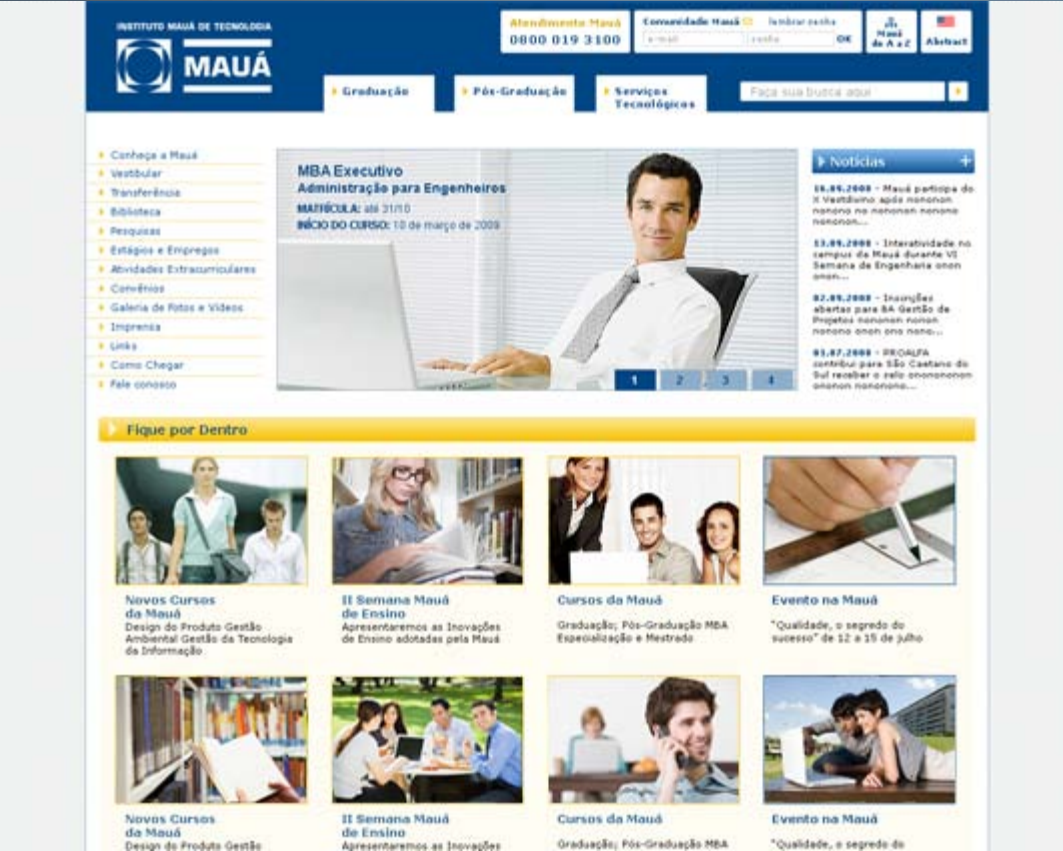 INSTITUTO MAUÁ DE TECNOLOGIA
MAUÁ
Atendimento Mauá
0800 019 3100
Comunidade Mauá
lembrar senha
e-mail
senha
OK
Mauá
de A a Z
Abstract
Graduação
Pós-Graduação
Serviços
Tecnológicos
Faça sua busca aqui
Conheça a Mauá
Vestibular
Transferência
Biblioteca
Pesquisas
Estágios e Empregos
Atividades Extracurriculares
Convênios
Galeria de Fotos e Vídeos
Imprensa
Links
Como Chegar
Fale conosco
MBA Executivo
Administração para Engenheiros
MATRÍCULA: até 31/10
INÍCIO DO CURSO: 10 de março de 2009
1 2 3 4
Notícias +
16.09.2008 - Mauá participa do
X Vestibuino após nononon
nonono no nononon nonono
nononon...
13.09.2008 - Interatividade no
campus da Mauá durante VI
Semana de Engenharia onon
onon...
02.09.2008 - Inscrições
abertas para BA Gestão de
Projetos nononon nonon
nonono onon ono nono...
03.07.2008 - PROALFA
contribui para São Caetano do
Sul receber o selo onononono
ononon nononono...
Fique por Dentro
Novos Cursos
da Mauá
Design do Produto Gestão
Ambiental Gestão da Tecnologia
da Informação
II Semana Mauá
de Ensino
Apresentaremos as Inovações
de Ensino adotadas pela Mauá
Cursos da Mauá
Graduação; Pós-Graduação MBA
Especialização e Mestrado
Evento na Mauá
"Qualidade, o segredo do
sucesso" de 12 a 15 de julho
Novos Cursos
da Mauá
Design do Produto Gestão
II Semana Mauá
de Ensino
Apresentaremos as Inovações
Cursos da Mauá
Graduação; Pós-Graduação MBA
Evento na Mauá
"Qualidade, o segredo do